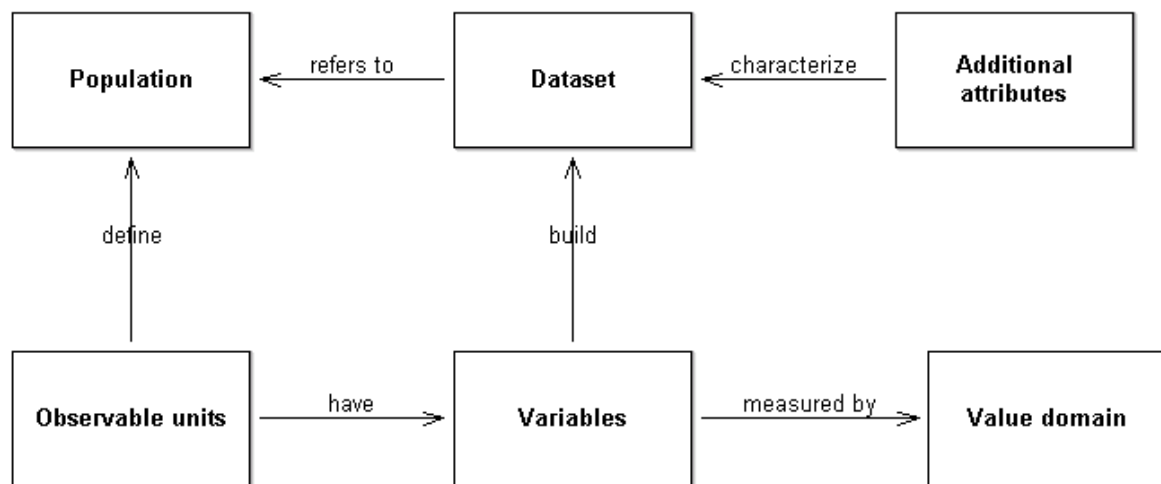 Population
refers to
Dataset
characterize
Additional
attributes
define
build
Observable units
have
Variables
measured by
Value domain